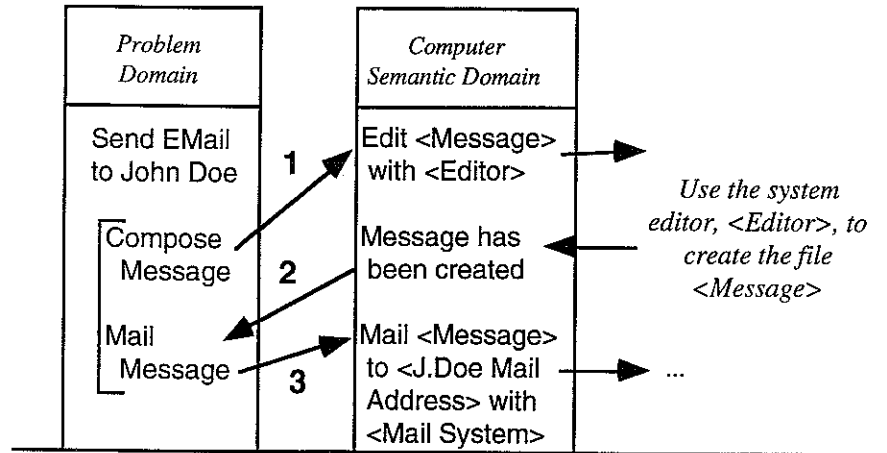 Problem
Domain
Computer
Semantic Domain
Send EMail
to John Doe
Compose
Message
Mail
Message
1
2
3
Edit <Message>
with <Editor>
Message has
been created
Mail <Message>
to <J.Doe Mail
Address> with
<Mail System>
Use the system
editor, <Editor>, to
create the file
<Message>
...